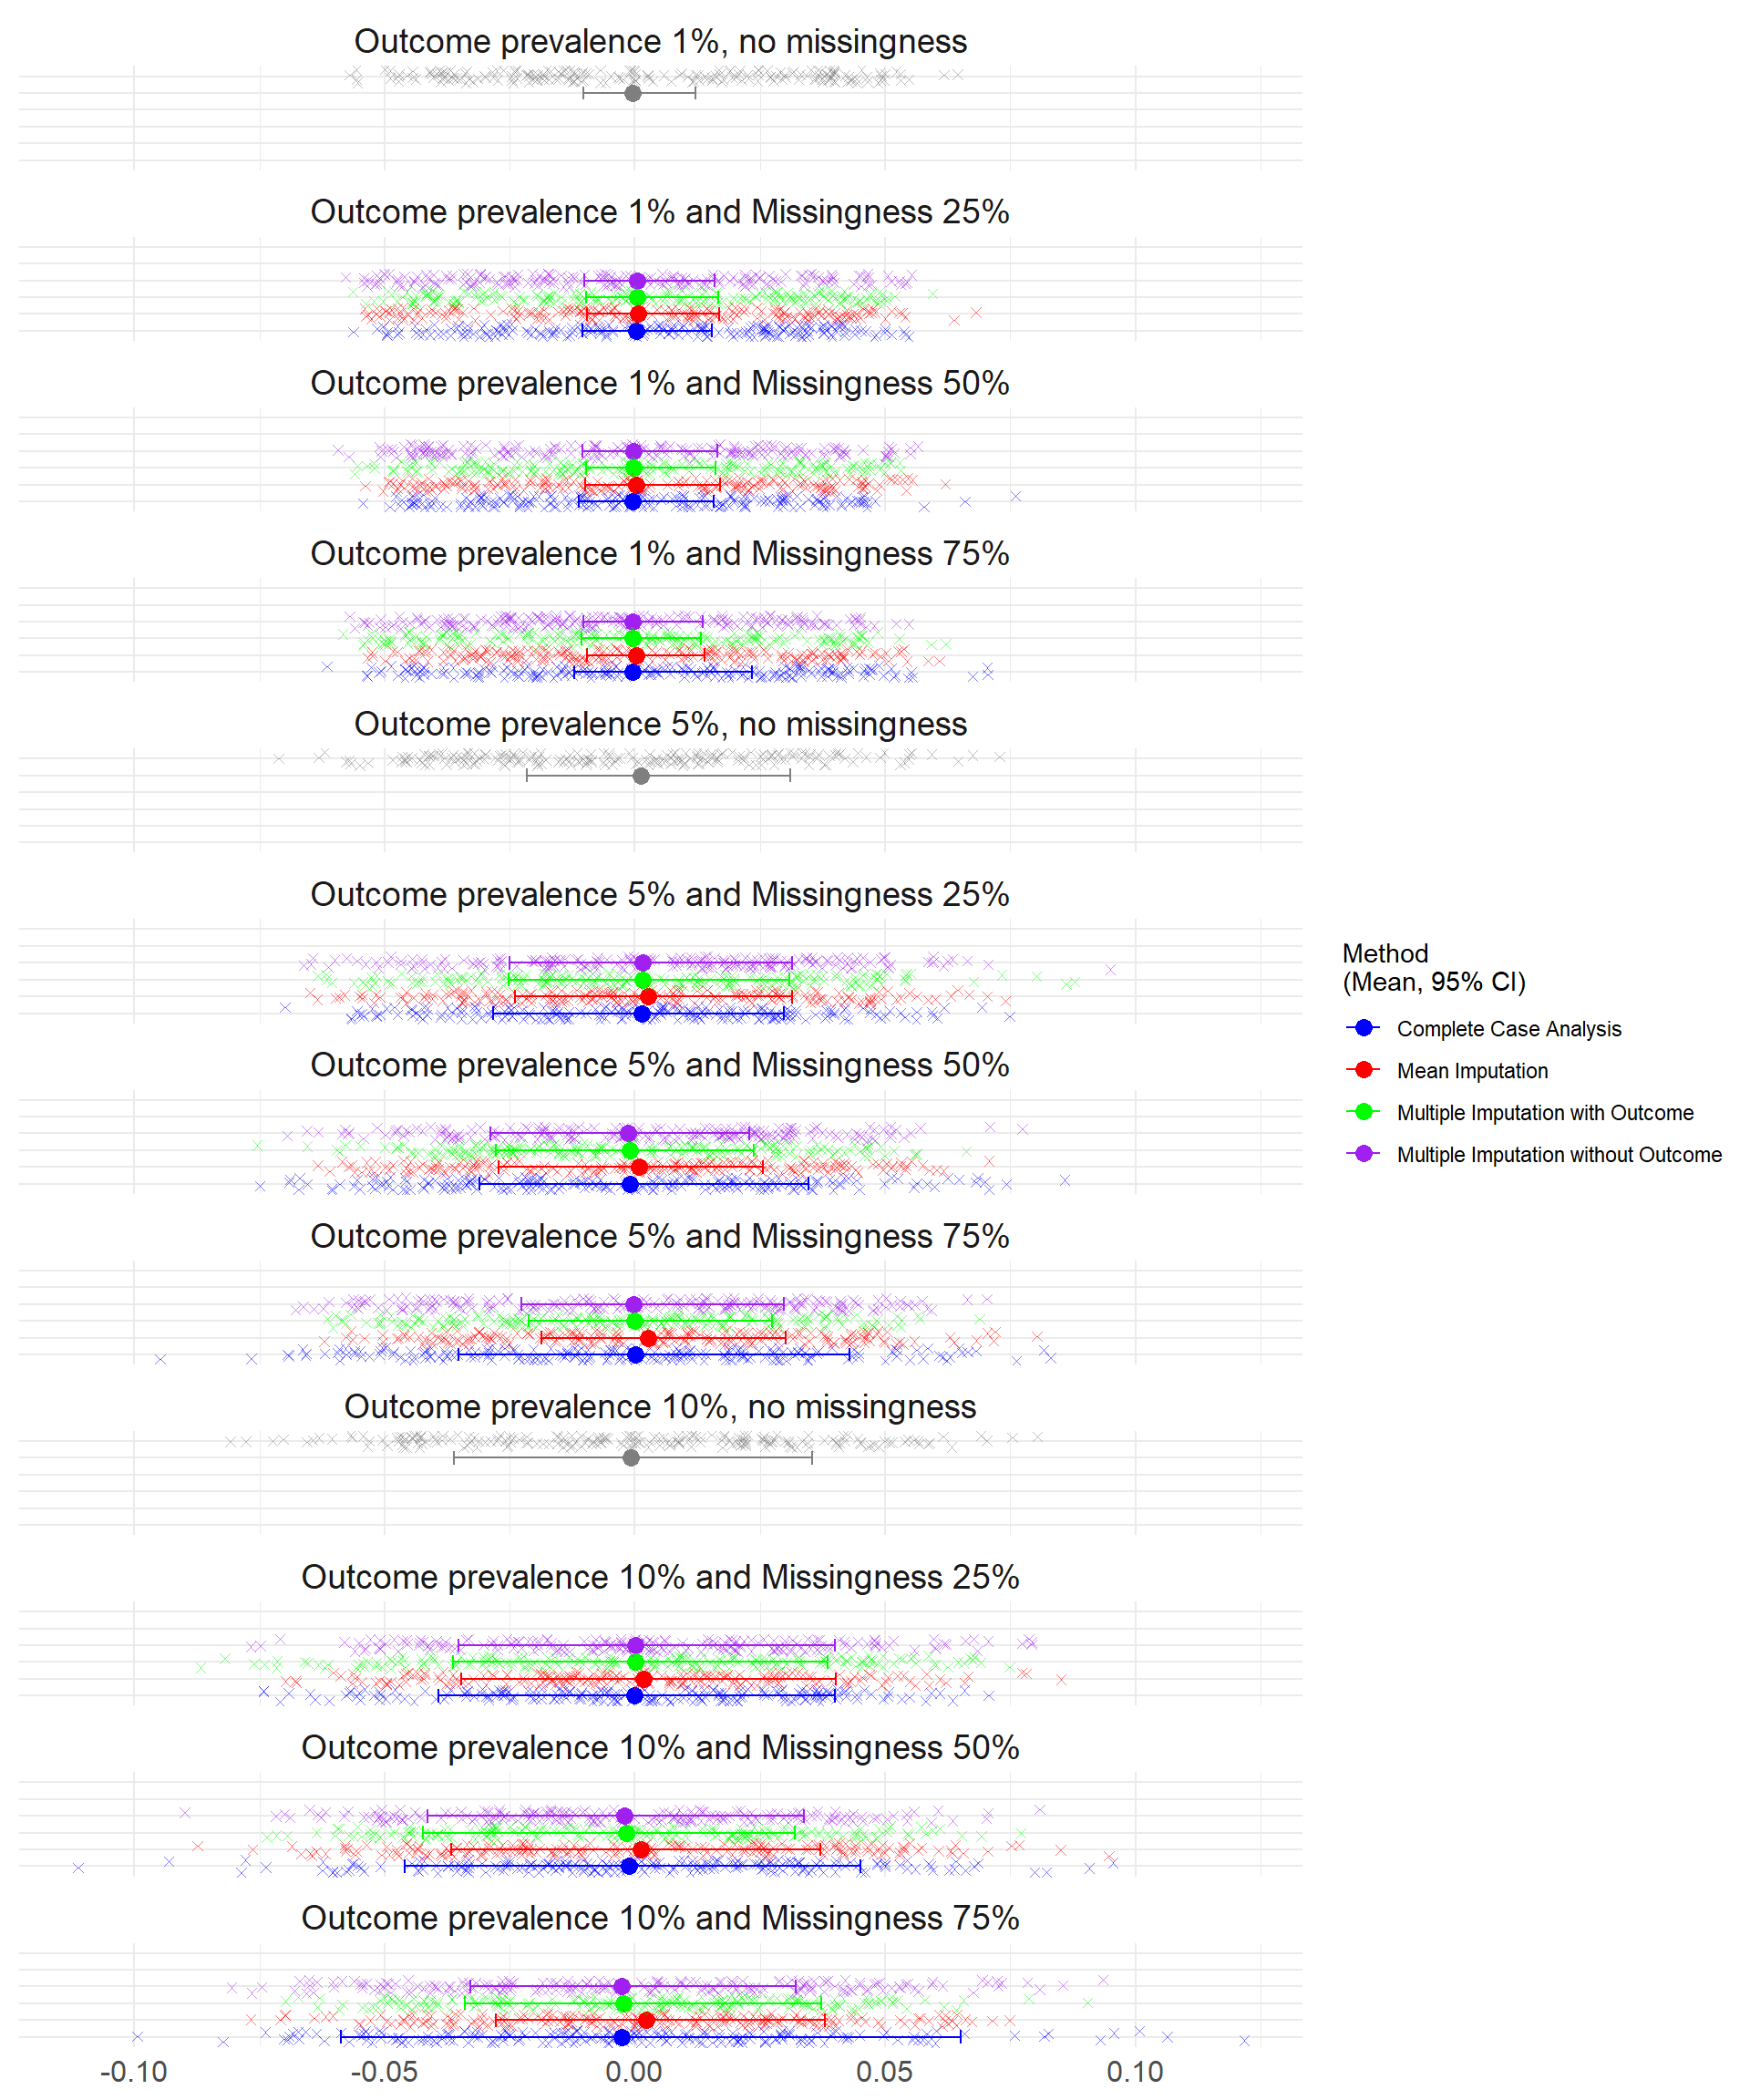 Outcome prevalence 1%, no missingness
Outcome prevalence 1% and Missingness 25%
Outcome prevalence 1% and Missingness 50%
Outcome prevalence 1% and Missingness 75%
Outcome prevalence 5%, no missingness
Outcome prevalence 5% and Missingness 25%
Outcome prevalence 5% and Missingness 50%
Outcome prevalence 5% and Missingness 75%
Outcome prevalence 10%, no missingness
Outcome prevalence 10% and Missingness 25%
Outcome prevalence 10% and Missingness 50%
Outcome prevalence 10% and Missingness 75%
-0.10 -0.05 0.00 0.05 0.10
Method
(Mean, 95% CI)
Complete Case Analysis
Mean Imputation
Multiple Imputation with Outcome
Multiple Imputation without Outcome